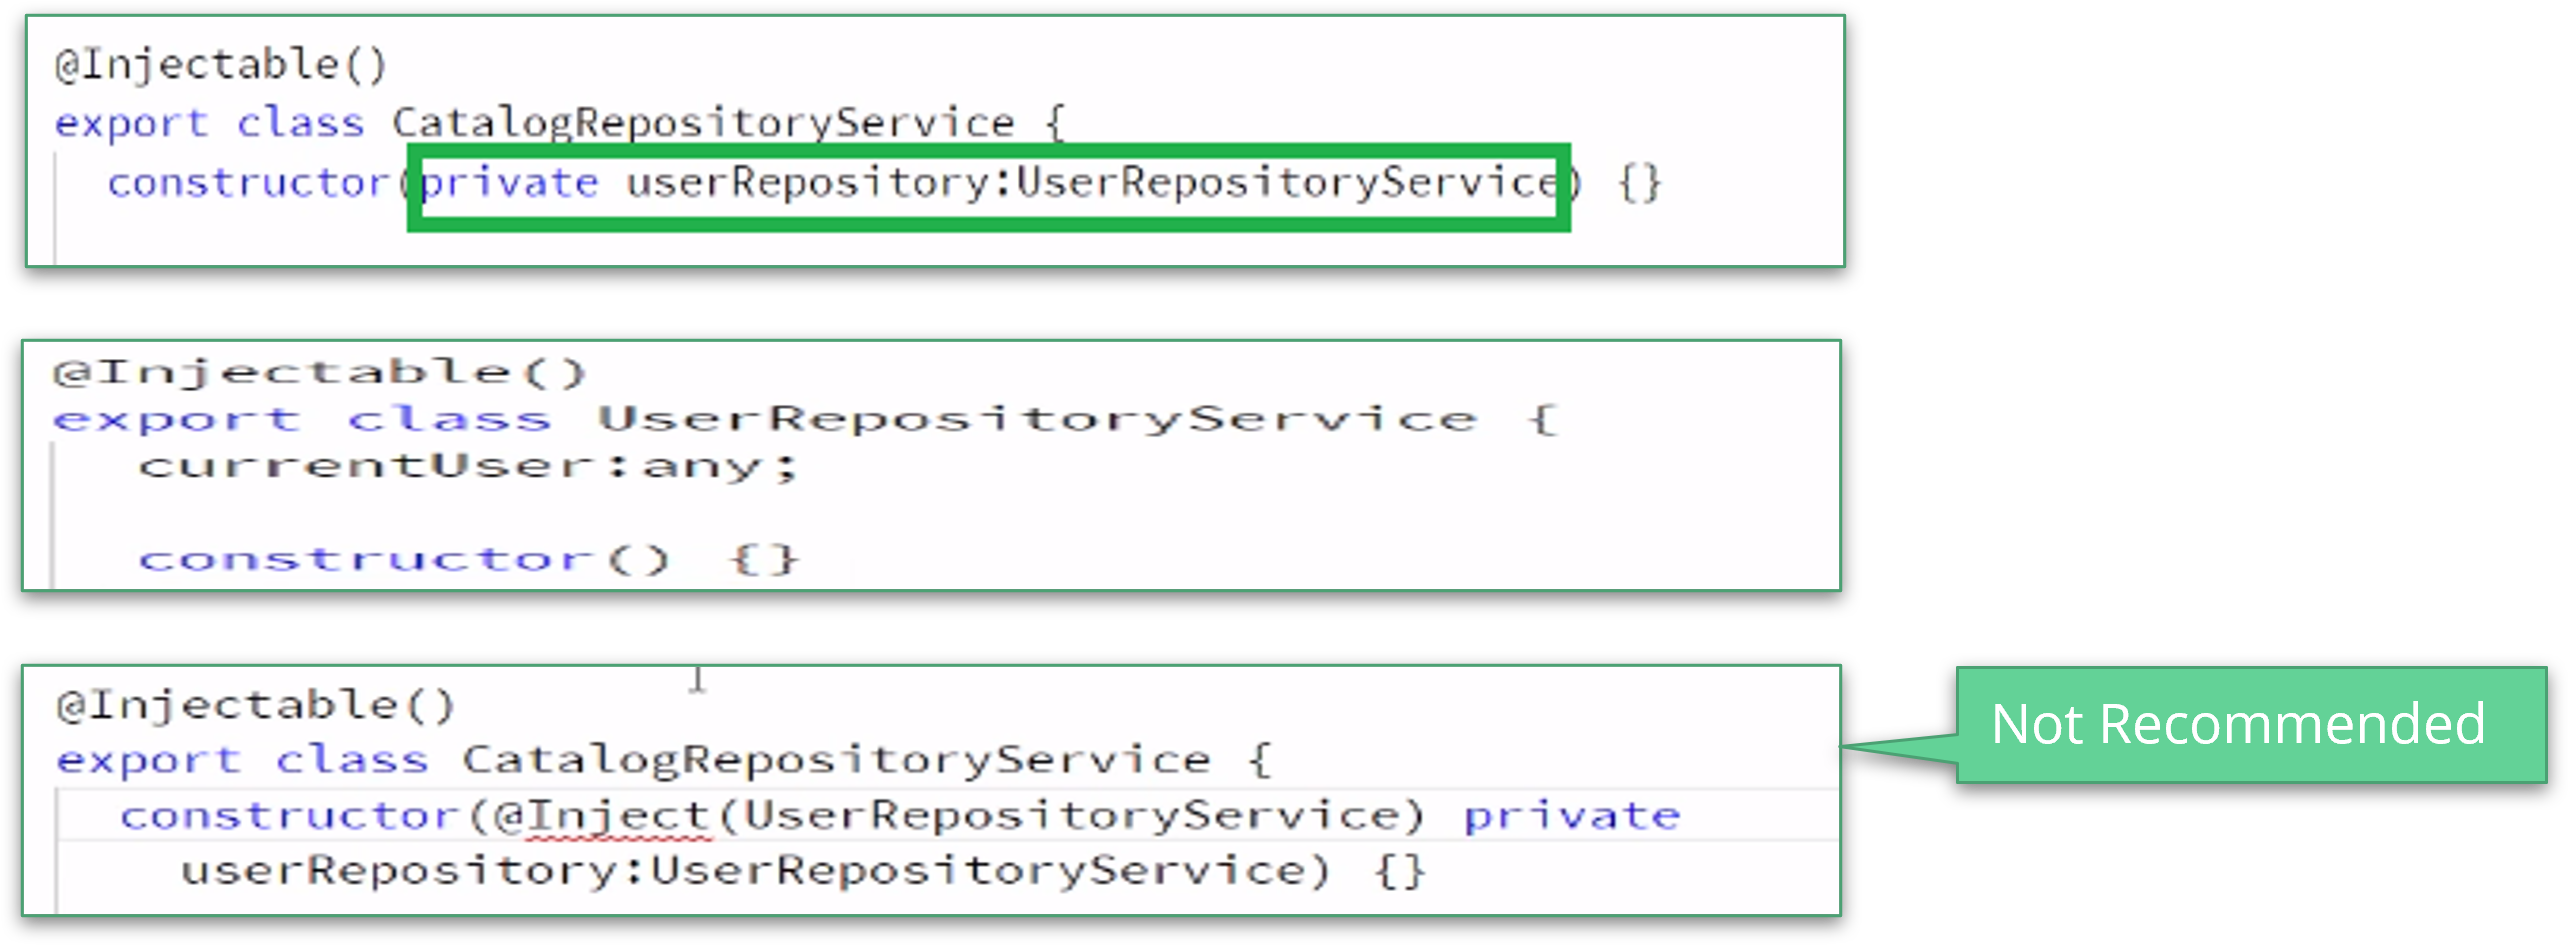 @Injectable()
export class CatalogRepositoryService {
constructor(private userRepository:UserRepositoryService) {}
@Injectable()
export class UserRepositoryService {
currentUser:any;
constructor() {}
@Injectable()
export class CatalogRepositoryService {
constructor(@Inject(UserRepositoryService) private
userRepository:UserRepositoryService) {}
Not Recommended